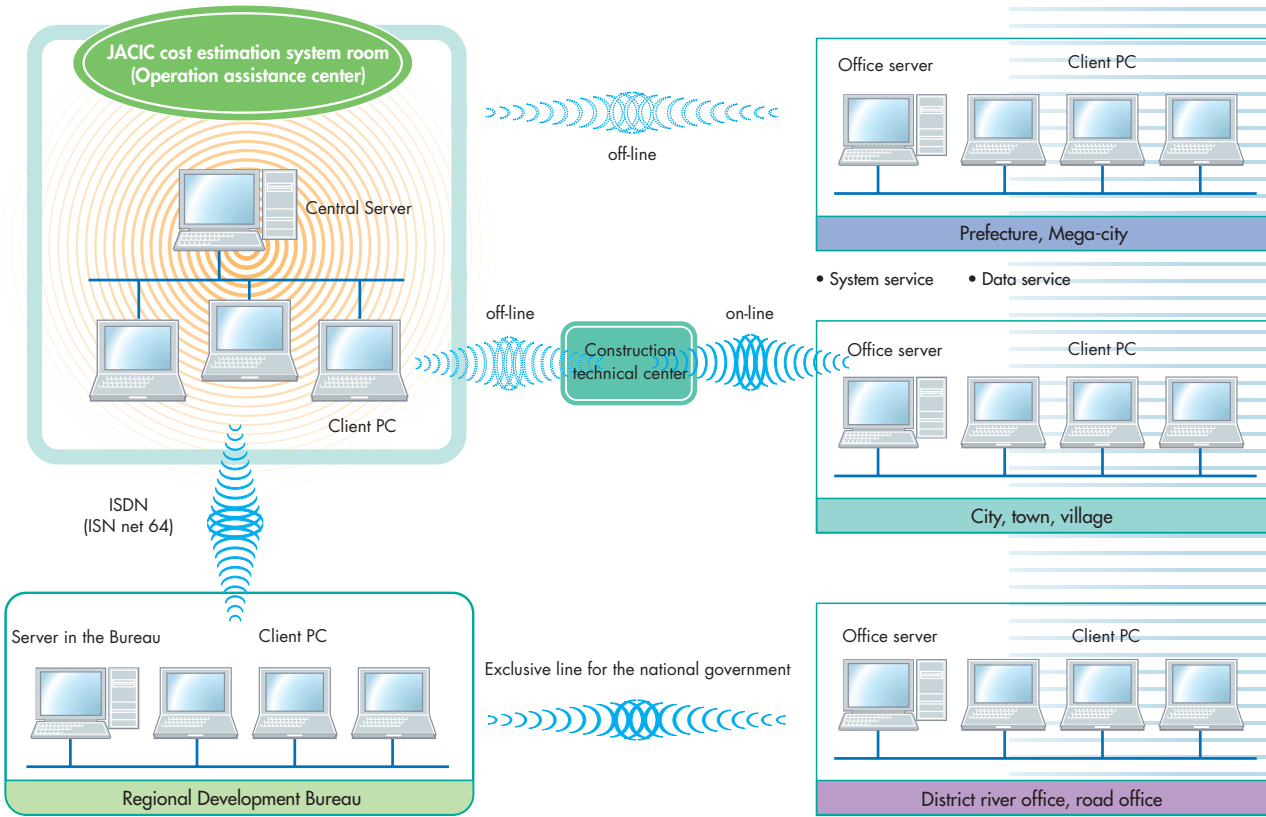 JACIC cost estimation system room
(Operation assistance center)
Central Server
Client PC
off-line
Office server
Client PC
Prefecture, Mega-city
• System service • Data service
off-line
Construction
technical center
on-line
Office server
Client PC
City, town, village
ISDN
(ISN net 64)
Server in the Bureau
Client PC
Regional Development Bureau
Exclusive line for the national government
Office server
Client PC
District river office, road office